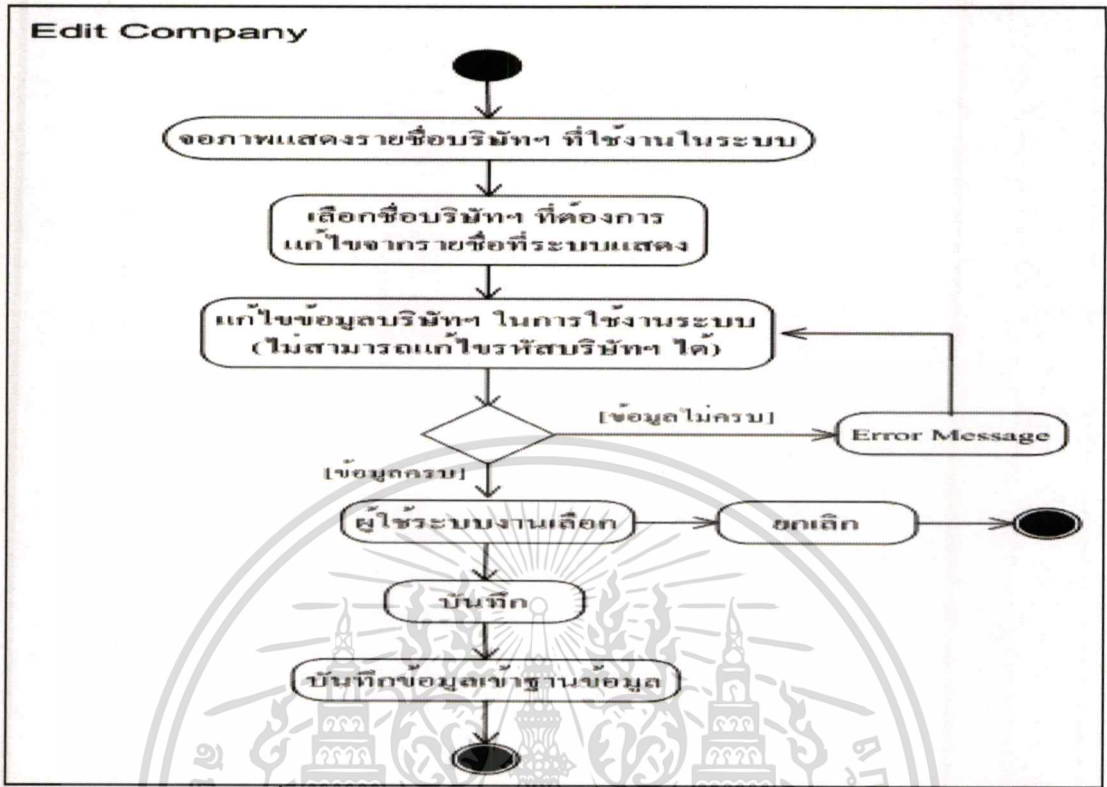 Edit Company
จอภาพแสดงรายชื่อบริษัทฯ ที่ใช้งานในระบบ
เลือกชื่อบริษัทฯ ที่ต้องการ
แก้ไขจากรายชื่อที่ระบบแสดง
แก้ไขข้อมูลบริษัทฯ ในการใช้งานระบบ
(ไม่สามารถแก้ไขรหัสบริษัทฯ ได้)
[ข้อมูลไม่ครบ]
Error Message
[ข้อมูลครบ]
ผู้ใช้ระบบงานเลือก
ยกเลิก
บันทึก
บันทึกข้อมูลเข้าฐานข้อมูล